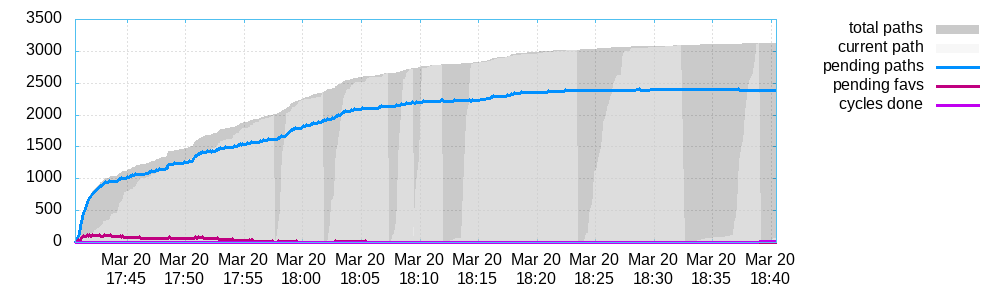 3500
3000
2500
2000
1500
1000
500
0
Mar 20 Mar 20 Mar 20 Mar 20 Mar 20 Mar 20 Mar 20 Mar 20 Mar 20 Mar 20 Mar 20 Mar 20
17:45 17:50 17:55 18:00 18:05 18:10 18:15 18:20 18:25 18:30 18:35 18:40
total paths
current path
pending paths
pending favs
cycles done